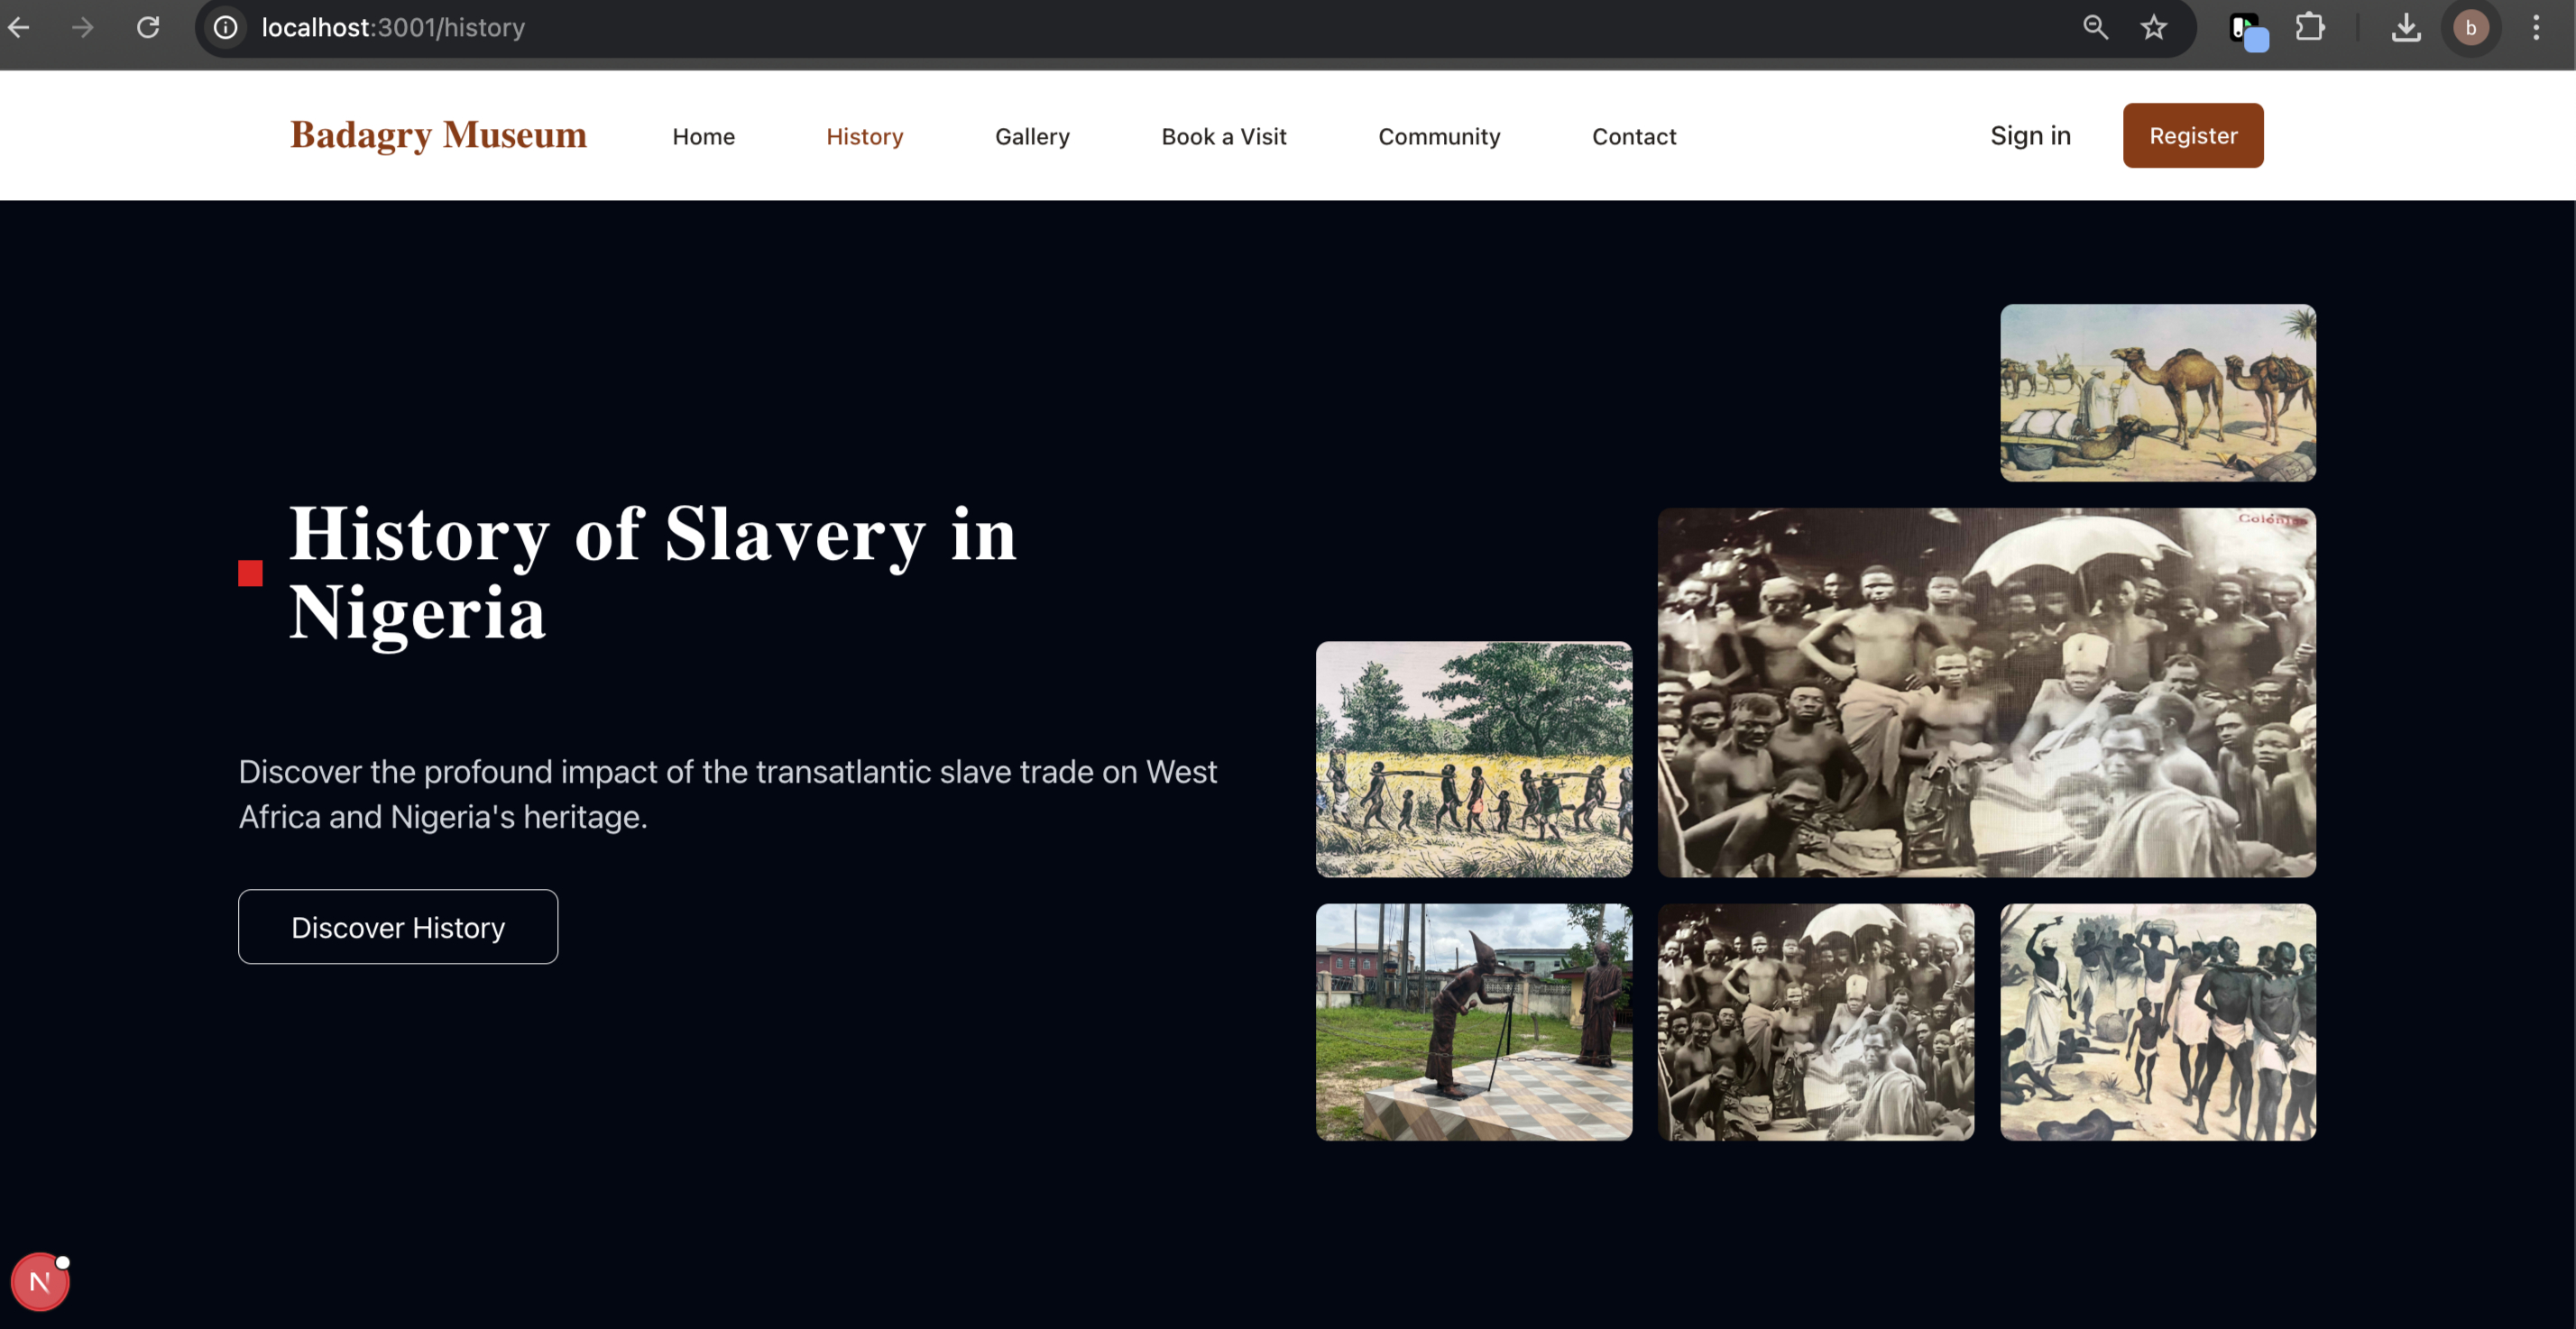 localhost:3001/history
b
Badagry Museum
Home
History
Gallery
Book a Visit
Community
Contact
Sign in
Register
History of Slavery in
Nigeria
Discover the profound impact of the transatlantic slave trade on West
Africa and Nigeria's heritage.
Discover History
N